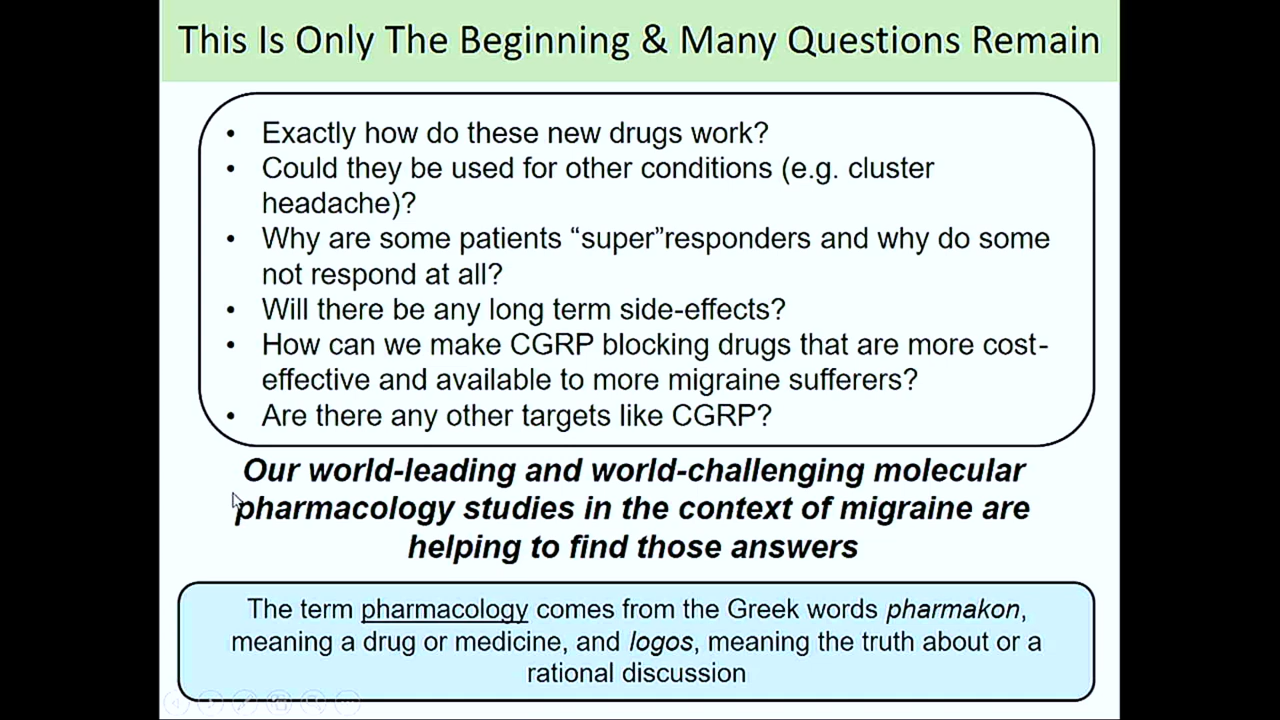 This Is Only The Beginning & Many Questions Remain
• Exactly how do these new drugs work?
• Could they be used for other conditions (e.g. cluster
headache)?
• Why are some patients “super”responders and why do some
not respond at all?
• Will there be any long term side-effects?
• How can we make CGRP blocking drugs that are more cost-
effective and available to more migraine sufferers?
• Are there any other targets like CGRP?
Our world-leading and world-challenging molecular
pharmacology studies in the context of migraine are
helping to find those answers
The term pharmacology comes from the Greek words pharmakon,
meaning a drug or medicine, and logos, meaning the truth about or a
rational discussion